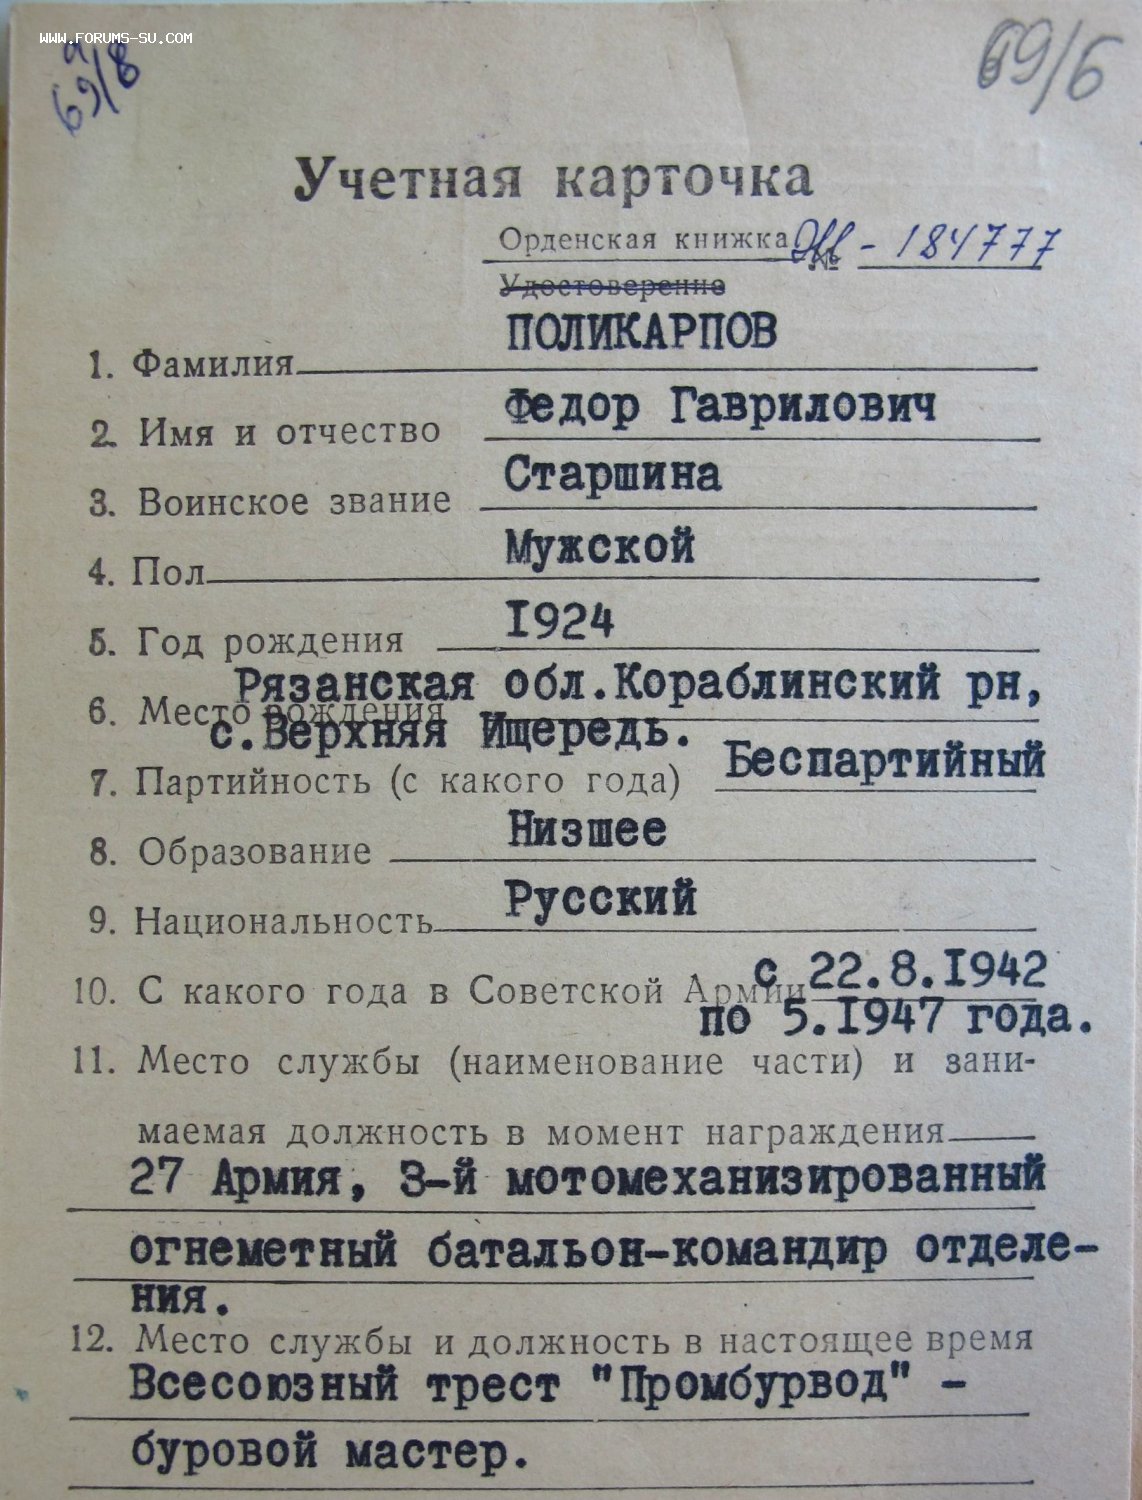 WWW.FORUMS-SU.COM
69/8
69/6
Учетная карточка
Орденская книжка № Ж - 184777
Удостоверение
ПОЛИКАРПОВ
1. Фамилия
Федор Гаврилович
2. Имя и отчество
Старшина
3. Воинское звание
Мужской
4. Пол
1924
5. Год рождения
Рязанская обл.Кораблинский рн,
6. Место рождения
с.Верхняя Ищередь.
Беспартийный
7. Партийность (с какого года)
Низшее
8. Образование
Русский
9. Национальность
с 22.8.1942
10. С какого года в Советской Армии
по 5.1947 года.
11. Место службы (наименование части) и зани-
маемая должность в момент награждения
27 Армия, 3-й мотомеханизированный
огнеметный батальон-командир отделе-
ния.
12. Место службы и должность в настоящее время
Всесоюзный трест "Промбурвод" -
буровой мастер.